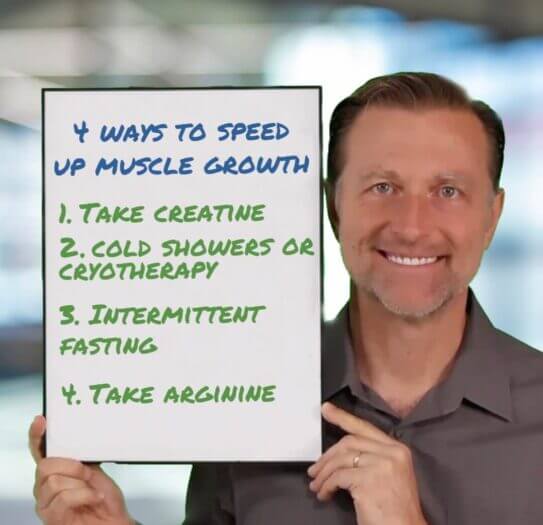 4 WAYS TO SPEED
UP MUSCLE GROWTH
1. TAKE CREATINE
2. COLD SHOWERS OR
CRYOTHERAPY
3. INTERMITTENT
FASTING
4. TAKE ARGININE